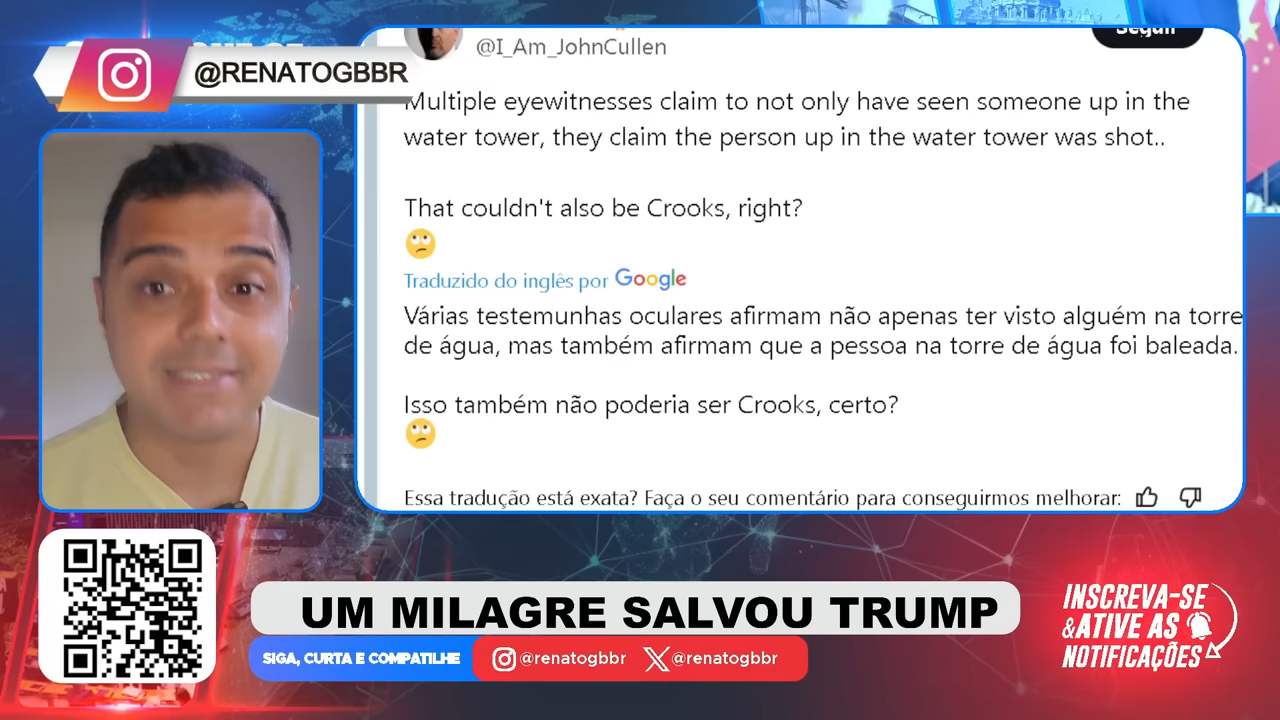 @RENATOGBBR
@I_Am_JohnCullen
Seguir
Multiple eyewitnesses claim to not only have seen someone up in the
water tower, they claim the person up in the water tower was shot..
That couldn't also be Crooks, right?
Traduzido do inglês por Google
Várias testemunhas oculares afirmam não apenas ter visto alguém na torre
de água, mas também afirmam que a pessoa na torre de água foi baleada.
Isso também não poderia ser Crooks, certo?
Essa tradução está exata? Faça o seu comentário para conseguirmos melhorar:
UM MILAGRE SALVOU TRUMP
SIGA, CURTA E COMPATILHE @renatogbbr @renatogbbr
INSCREVA-SE
&ATIVE AS
NOTIFICAÇÕES